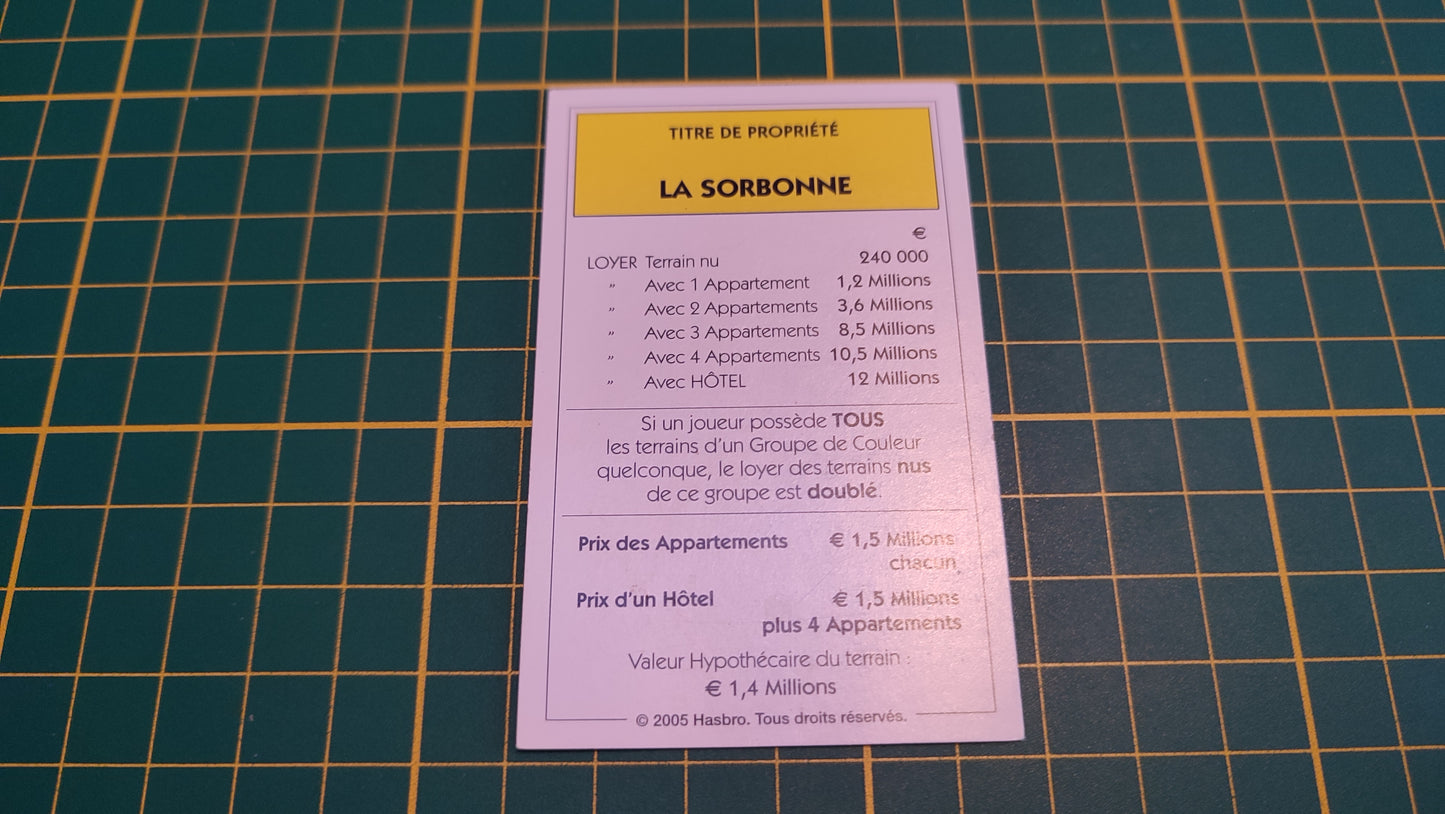 TITRE DE PROPRIÉTÉ
LA SORBONNE
€
LOYER Terrain nu 240 000
" Avec 1 Appartement 1,2 Millions
" Avec 2 Appartements 3,6 Millions
" Avec 3 Appartements 8,5 Millions
" Avec 4 Appartements 10,5 Millions
" Avec HÔTEL 12 Millions
Si un joueur possède TOUS
les terrains d'un Groupe de Couleur
quelconque, le loyer des terrains nus
de ce groupe est doublé.
Prix des Appartements € 1,5 Millions
chacun
Prix d'un Hôtel € 1,5 Millions
plus 4 Appartements
Valeur Hypothécaire du terrain :
€ 1,4 Millions
© 2005 Hasbro. Tous droits réservés.